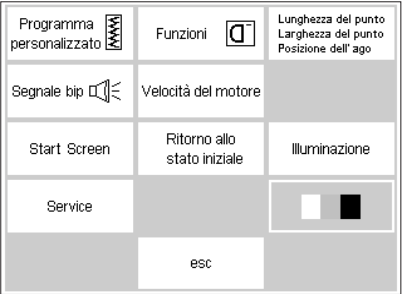 Programma
personalizzato
Funzioni
Lunghezza del punto
Larghezza del punto
Posizione dell'ago
Segnale bip
Velocità del motore
Start Screen
Ritorno allo
stato iniziale
Illuminazione
Service
esc